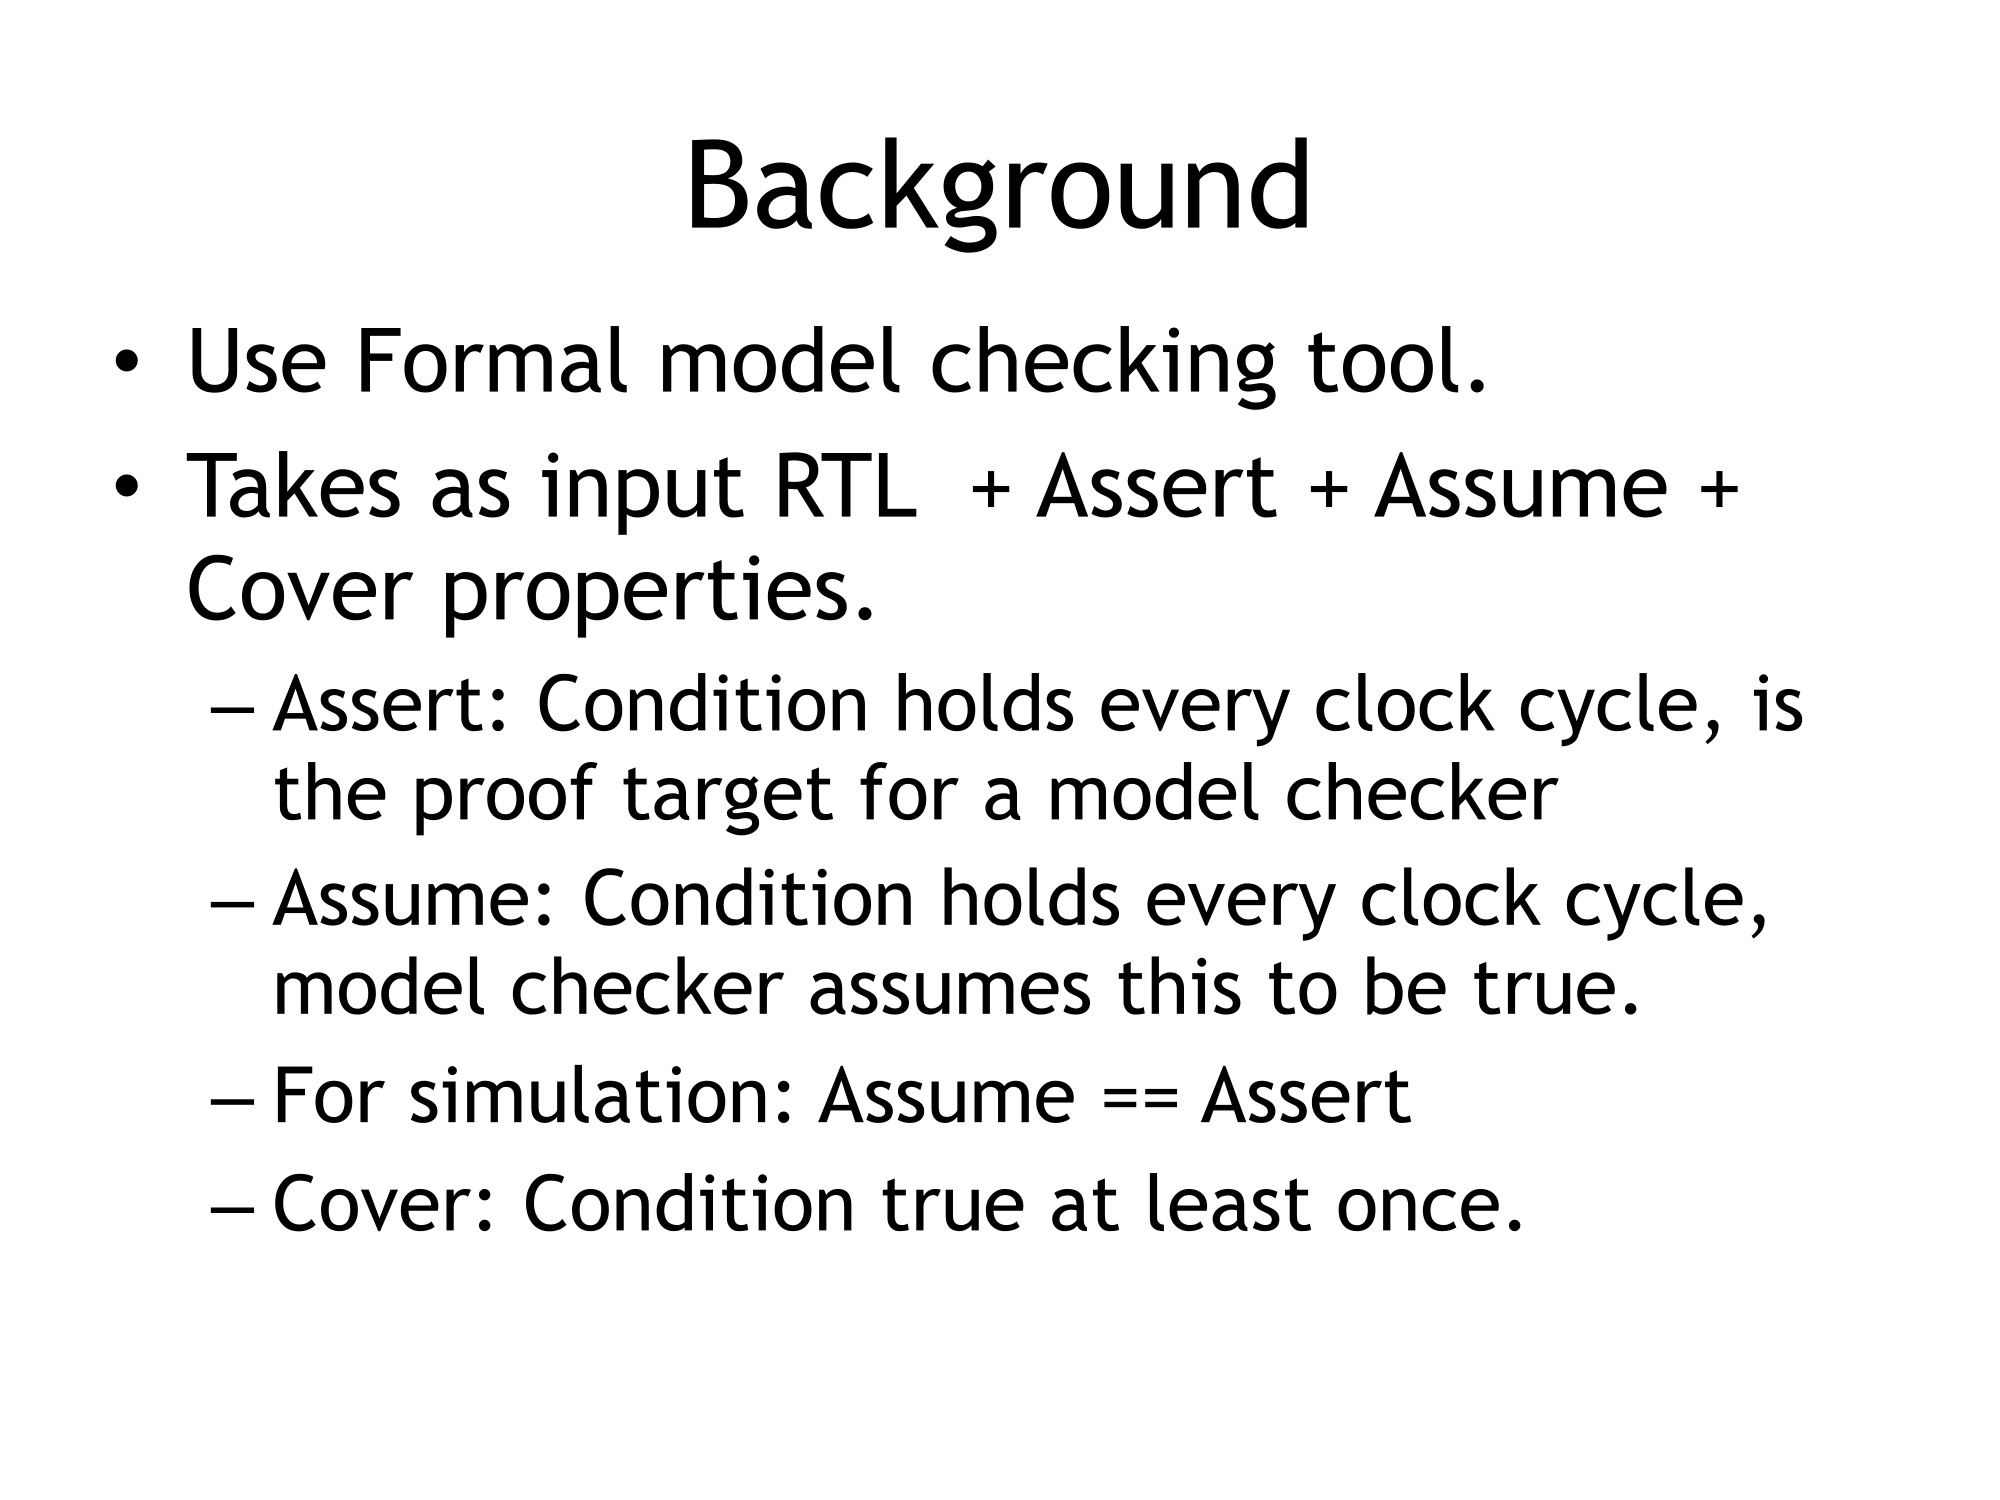 Background
• Use Formal model checking tool.
• Takes as input RTL  + Assert + Assume +
Cover properties.
– Assert: Condition holds every clock cycle, is
the proof target for a model checker
– Assume: Condition holds every clock cycle,
model checker assumes this to be true.
– For simulation: Assume == Assert
– Cover: Condition true at least once.